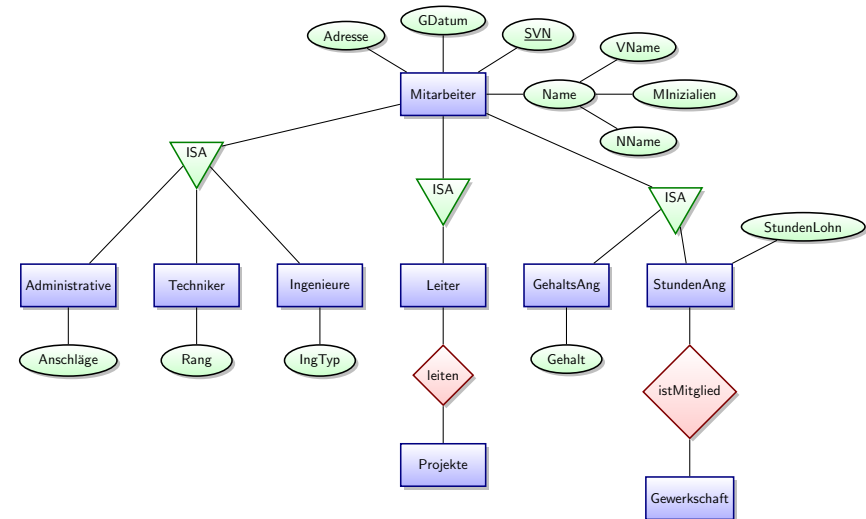 GDatum
Adresse
SVN
VName
Mitarbeiter
Name
MInizialien
NName
ISA
ISA
ISA
StundenLohn
Administrative
Techniker
Ingenieure
Leiter
GehaltsAng
StundenAng
Anschläge
Rang
IngTyp
leiten
Gehalt
istMitglied
Projekte
Gewerkschaft